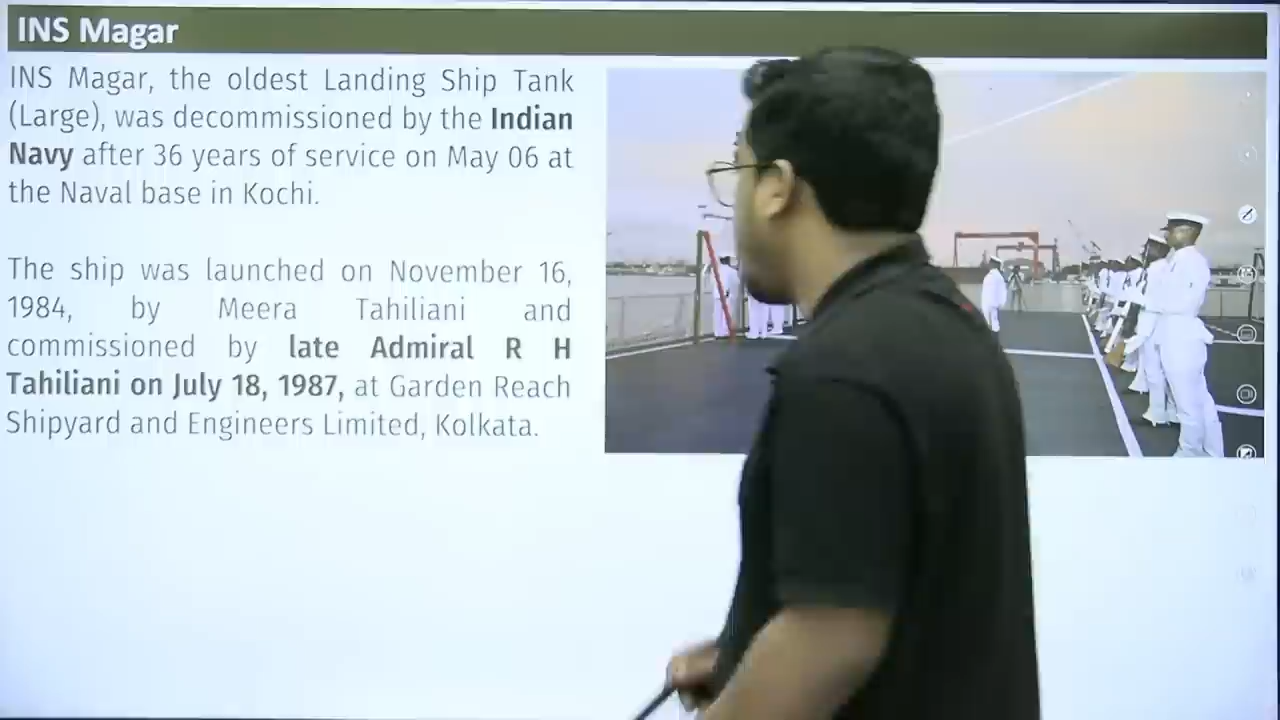 INS Magar
INS Magar, the oldest Landing Ship Tank
(Large), was decommissioned by the Indian
Navy after 36 years of service on May 06 at
the Naval base in Kochi.
The ship was launched on November 16,
1984, by Meera Tahiliani and
commissioned by late Admiral R H
Tahiliani on July 18, 1987, at Garden Reach
Shipyard and Engineers Limited, Kolkata.